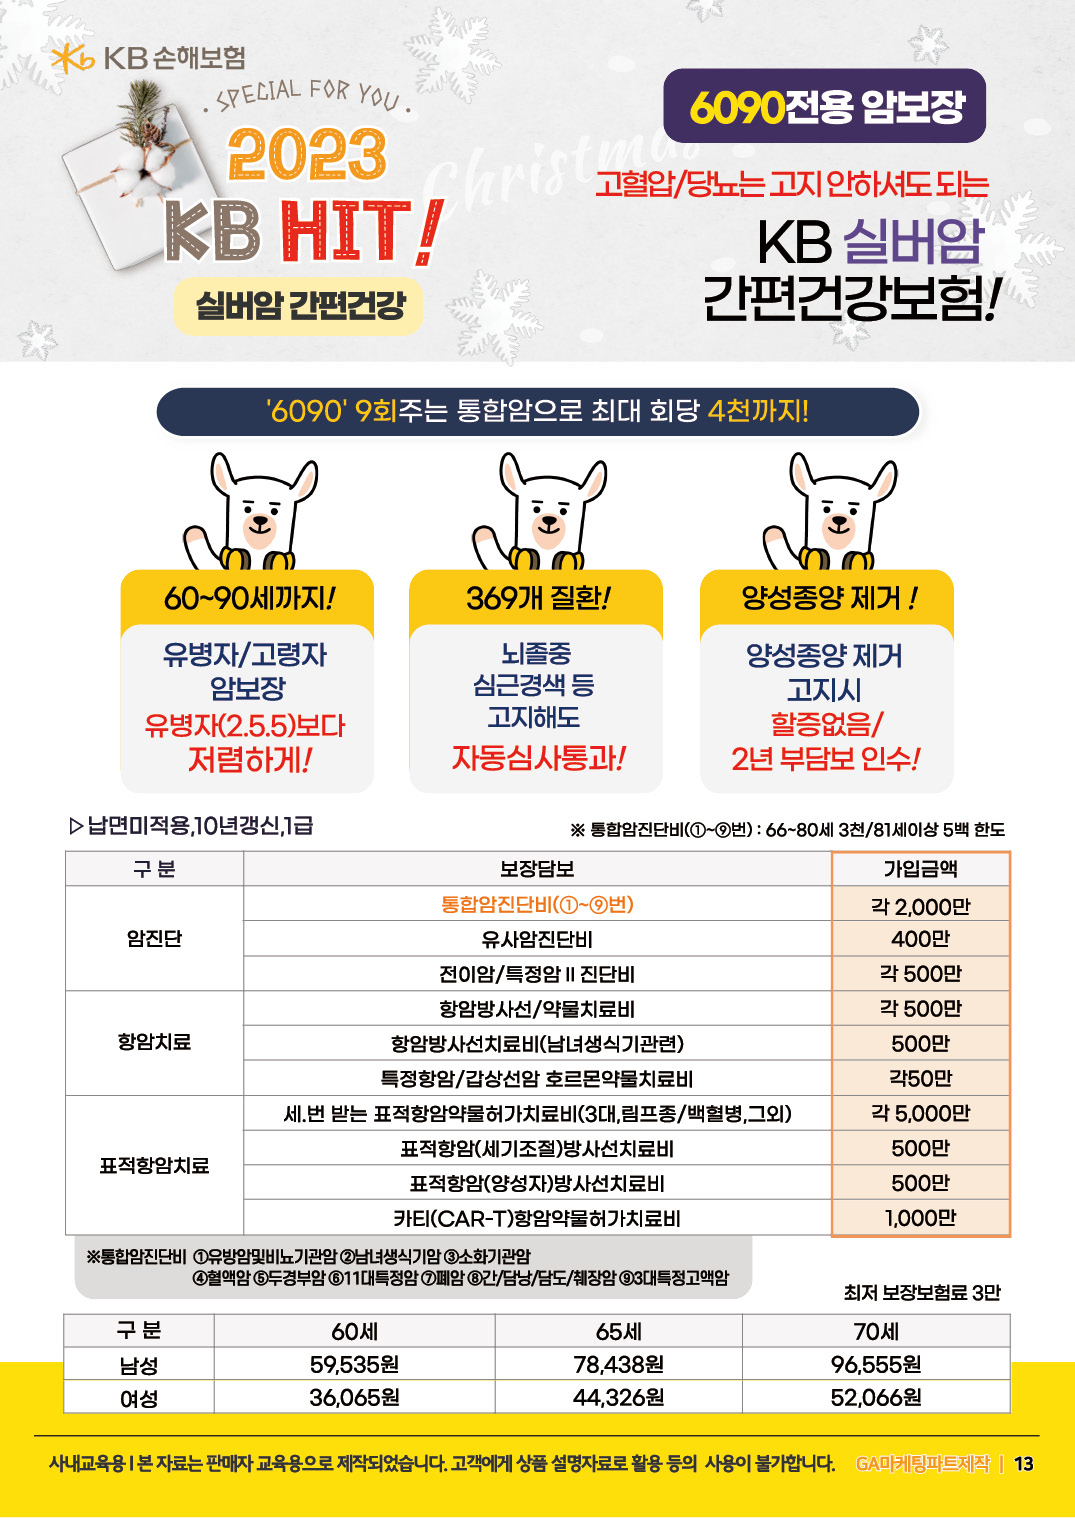 KB 손해보험
· SPECIAL FOR YOU ·
2023
KB HIT!
실버암 간편건강
Christmas
6090전용 암보장
고혈압/당뇨는 고지 안하셔도 되는
KB 실버암
간편건강보험!
'6090' 9회주는 통합암으로 최대 회당 4천까지!
60~90세까지!
유병자/고령자
암보장
유병자(2.5.5)보다
저렴하게!
369개 질환!
뇌졸중
심근경색 등
고지해도
자동심사통과!
양성종양 제거 !
양성종양 제거
고지시
할증없음/
2년 부담보 인수!
▷납면미적용,10년갱신,1급
※ 통합암진단비(①~⑨번) : 66~80세 3천/81세이상 5백 한도
구 분 보장담보 가입금액
암진단 통합암진단비(①~⑨번) 각 2,000만
유사암진단비 400만
전이암/특정암 II 진단비 각 500만
항암치료 항암방사선/약물치료비 각 500만
항암방사선치료비(남녀생식기관련) 500만
특정항암/갑상선암 호르몬약물치료비 각50만
표적항암치료 세.번 받는 표적항암약물허가치료비(3대,림프종/백혈병,그외) 각 5,000만
표적항암(세기조절)방사선치료비 500만
표적항암(양성자)방사선치료비 500만
카티(CAR-T)항암약물허가치료비 1,000만
※통합암진단비 ①유방암및비뇨기관암 ②남녀생식기암 ③소화기관암
④혈액암 ⑤두경부암 ⑥11대특정암 ⑦폐암 ⑧간/담낭/담도/췌장암 ⑨3대특정고액암
최저 보장보험료 3만
구 분 60세 65세 70세
남성 59,535원 78,438원 96,555원
여성 36,065원 44,326원 52,066원
사내교육용 I 본 자료는 판매자 교육용으로 제작되었습니다. 고객에게 상품 설명자료로 활용 등의 사용이 불가합니다. GA마케팅파트제작 | 13